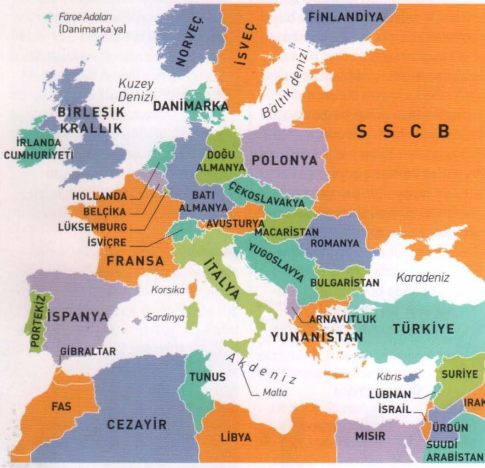 Faroe Adaları
(Danimarka'ya)
NORVEÇ
İSVEÇ
FİNLANDİYA
Kuzey
Denizi
DANİMARKA
Baltık denizi
BİRLEŞİK
KRALLIK
İRLANDA
CUMHURİYETİ
SSCB
DOĞU
ALMANYA
POLONYA
HOLLANDA
BELÇİKA
LÜKSEMBURG
İSVİÇRE
BATI
ALMANYA
ÇEKOSLAVAKYA
AVUSTURYA
MACARİSTAN
ROMANYA
FRANSA
İTALYA
YUGOSLAVYA
BULGARİSTAN
Karadeniz
Korsika
Sardinya
PORTEKİZ
İSPANYA
ARNAVUTLUK
YUNANİSTAN
TÜRKİYE
GİBRALTAR
Akdeniz
Malta
Kıbrıs
TUNUS
LÜBNAN
İSRAİL
SURİYE
IRAK
FAS
CEZAYİR
LİBYA
MISIR
ÜRDÜN
SUUDİ
ARABİSTAN